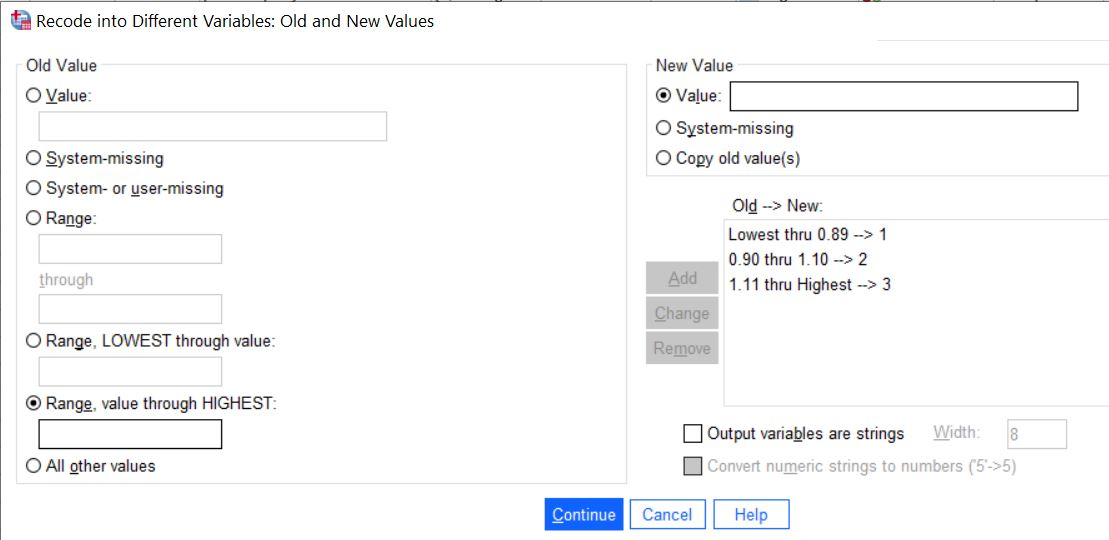 Recode into Different Variables: Old and New Values
Old Value
Value:
System-missing
System- or user-missing
Range:
through
Range, LOWEST through value:
Range, value through HIGHEST:
All other values
New Value
Value:
System-missing
Copy old value(s)
Old --> New:
Lowest thru 0.89 --> 1
0.90 thru 1.10 --> 2
1.11 thru Highest --> 3
Add
Change
Remove
Output variables are strings Width: 8
Convert numeric strings to numbers ('5'->5)
Continue Cancel Help